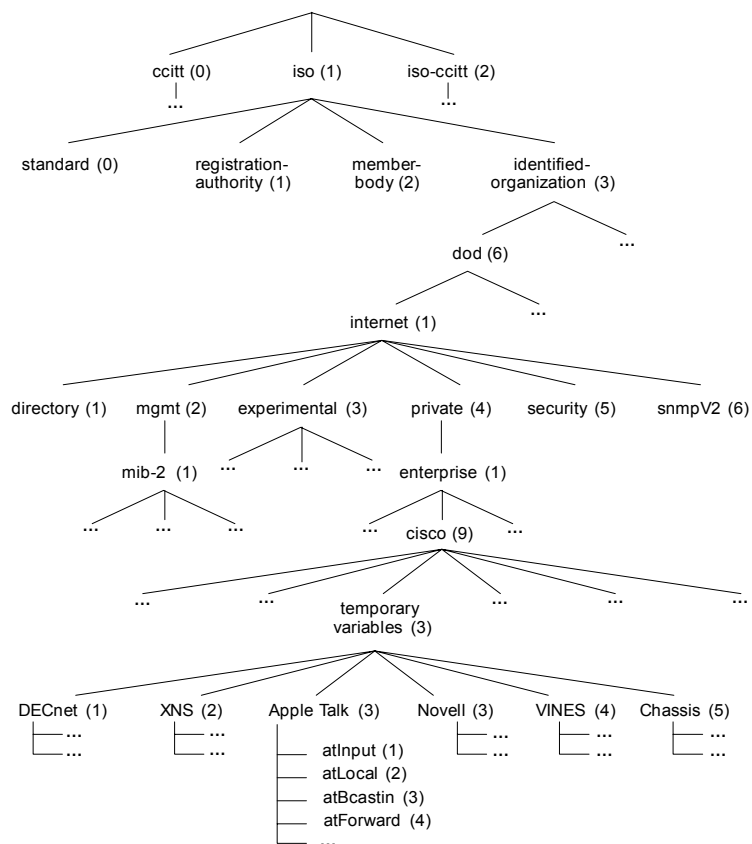 ccitt (0) iso (1) iso-ccitt (2)
... ...
standard (0) registration- member- identified-
authority (1) body (2) organization (3)
...
dod (6)
...
internet (1)
directory (1) mgmt (2) experimental (3) private (4) security (5) snmpV2 (6)
mib-2 (1) ... ... ... enterprise (1)
... ... ... ... cisco (9) ...
... ... temporary ... ... ...
variables (3)
DECnet (1) XNS (2) Apple Talk (3) Novell (3) VINES (4) Chassis (5)
... ... ... ... ...
... ... ... ... ...
atInput (1)
atLocal (2)
atBcastin (3)
atForward (4)
...